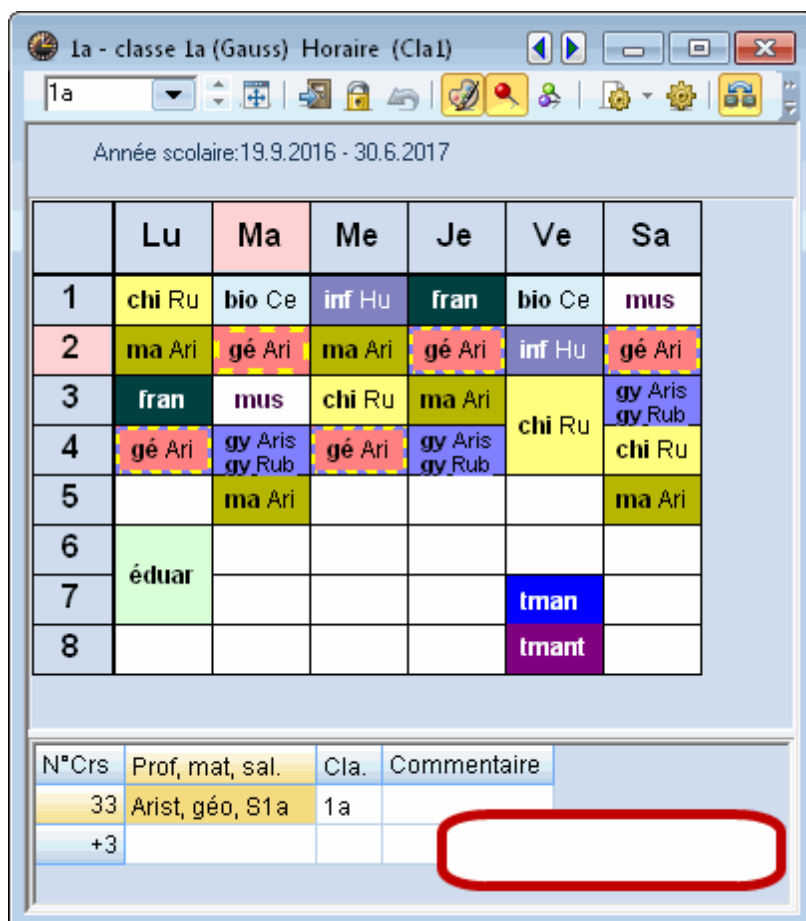 1a - classe 1a (Gauss) Horaire (Cla1)
1a
Année scolaire:19.9.2016 - 30.6.2017
Lu Ma Me Je Ve Sa
1 chi Ru bio Ce inf Hu fran bio Ce mus
2 ma Ari gé Ari ma Ari gé Ari inf Hu gé Ari
3 fran mus chi Ru ma Ari chi Ru gy Aris
gy Rub
4 gé Ari gy Aris gé Ari gy Aris chi Ru
gy Rub gy Rub
5 ma Ari ma Ari
6 éduar
7 tman
8 tmant
N°Crs Prof, mat, sal. Cla. Commentaire
33 Arist, géo, S1a 1a
+3